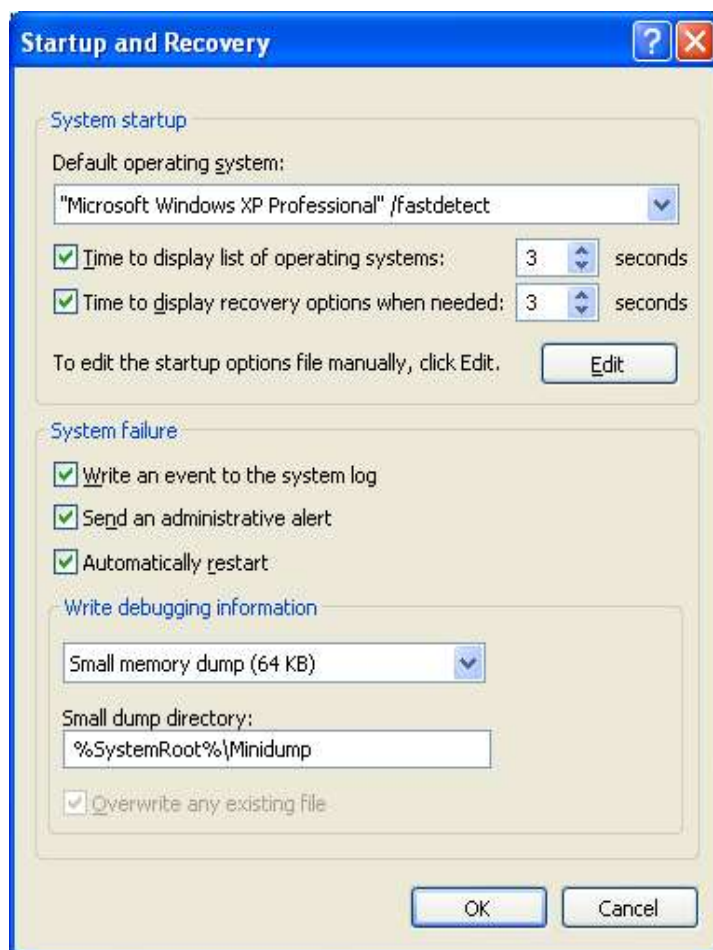 Startup and Recovery
System startup
Default operating system:
"Microsoft Windows XP Professional" /fastdetect
Time to display list of operating systems: 3 seconds
Time to display recovery options when needed: 3 seconds
To edit the startup options file manually, click Edit. Edit
System failure
Write an event to the system log
Send an administrative alert
Automatically restart
Write debugging information
Small memory dump (64 KB)
Small dump directory:
%SystemRoot%\Minidump
Overwrite any existing file
OK Cancel